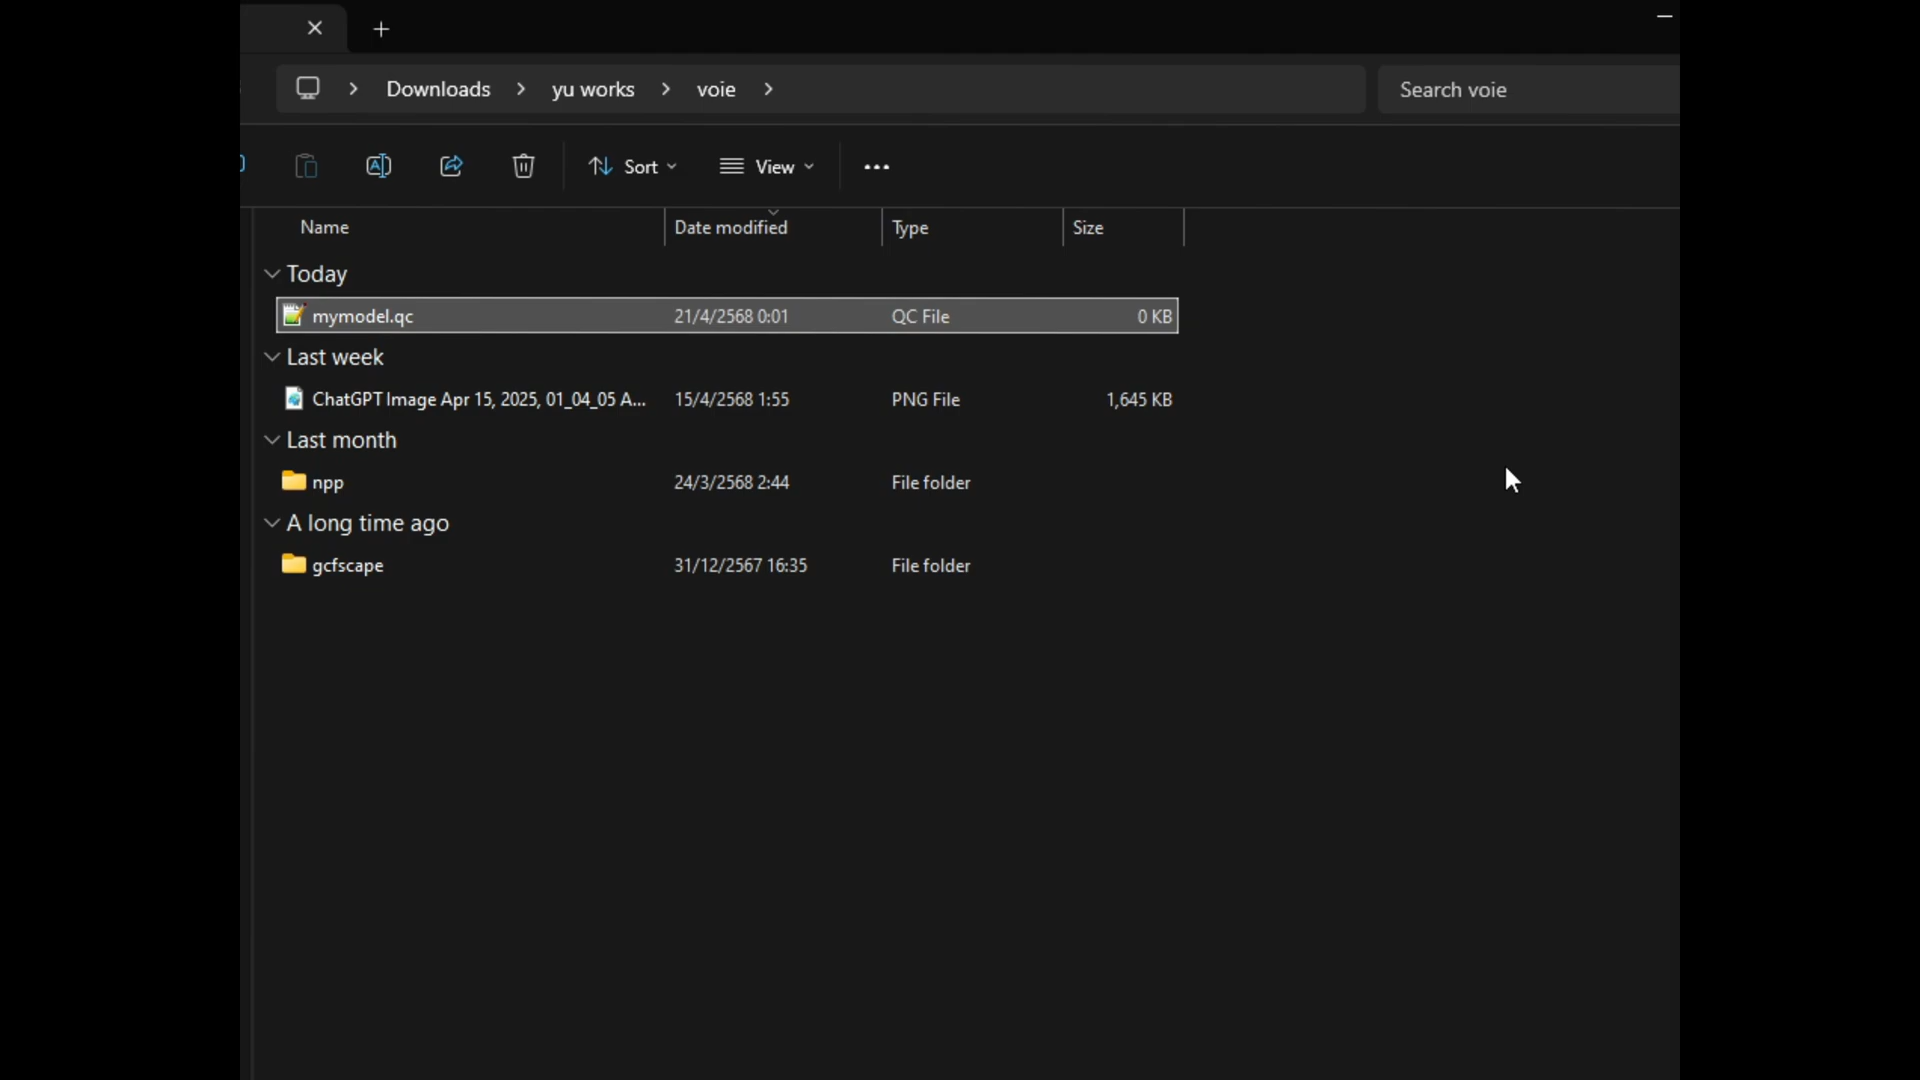 Downloads > yu works > voie >
Search voie
Sort
View
Name
Date modified
Type
Size
Today
mymodel.qc 21/4/2568 0:01 QC File 0 KB
Last week
ChatGPT Image Apr 15, 2025, 01_04_05 A... 15/4/2568 1:55 PNG File 1,645 KB
Last month
npp 24/3/2568 2:44 File folder
A long time ago
gcfscape 31/12/2567 16:35 File folder